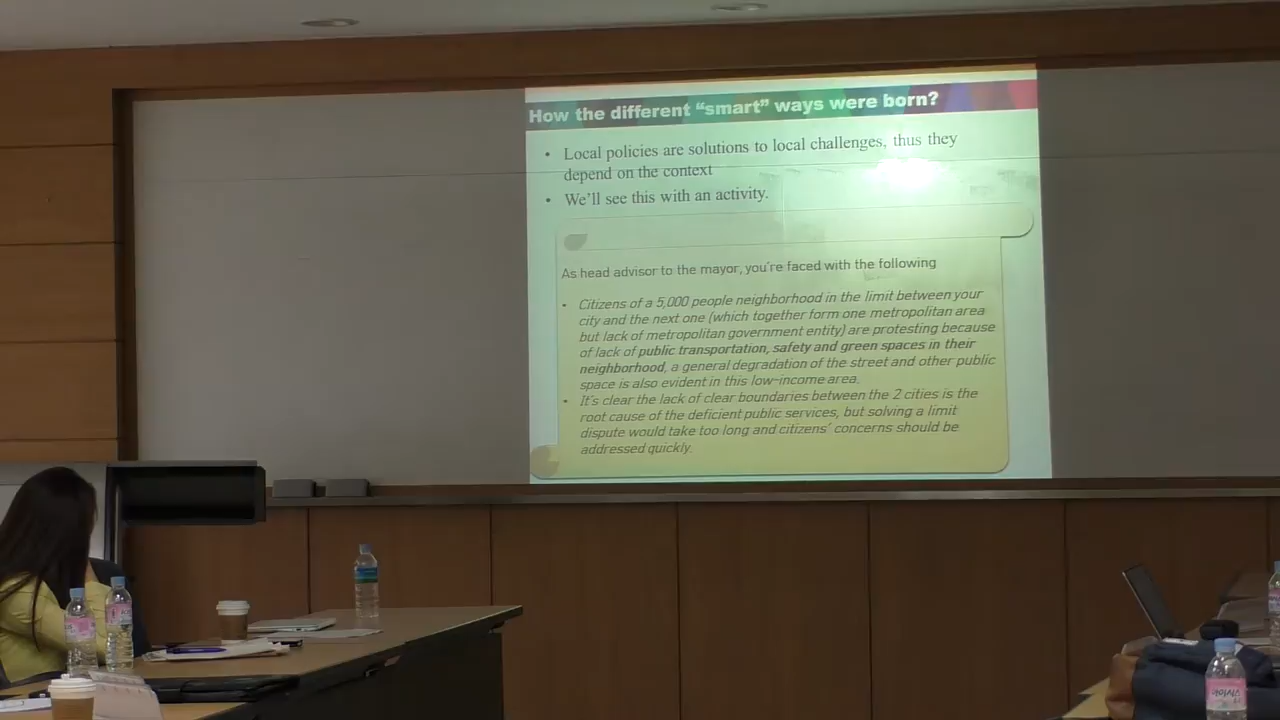 How the different “smart” ways were born?
• Local policies are solutions to local challenges, thus they
depend on the context
• We’ll see this with an activity.
As head advisor to the mayor, you’re faced with the following
• Citizens of a 5,000 people neighborhood in the limit between your
city and the next one (which together form one metropolitan area
but lack of metropolitan government entity) are protesting because
of lack of public transportation, safety and green spaces in their
neighborhood, a general degradation of the street and other public
space is also evident in this low-income area.
• It’s clear the lack of clear boundaries between the 2 cities is the
root cause of the deficient public services, but solving a limit
dispute would take too long and citizens’ concerns should be
addressed quickly.